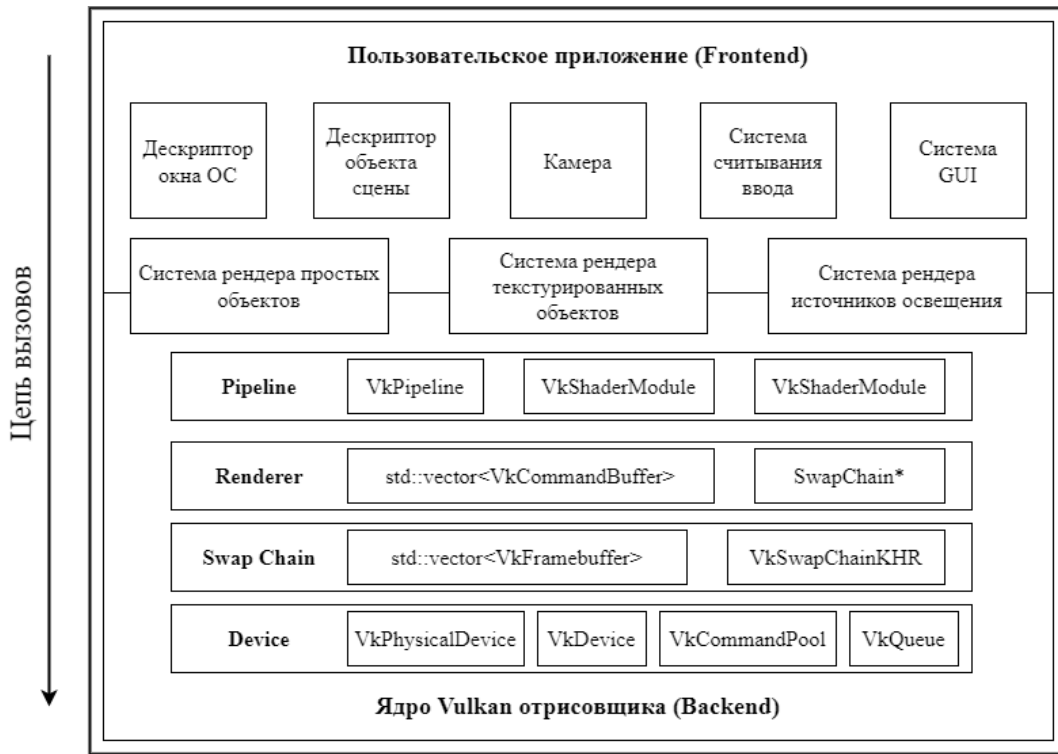 Цепь вызовов
Пользовательское приложение (Frontend)
Дескриптор
окна ОС
Дескриптор
объекта
сцены
Камера
Система
считывания
ввода
Система
GUI
Система рендера простых
объектов
Система рендера
текстурированных
объектов
Система рендера
источников освещения
Pipeline
VkPipeline
VkShaderModule
VkShaderModule
Renderer
std::vector<VkCommandBuffer>
SwapChain*
Swap Chain
std::vector<VkFramebuffer>
VkSwapChainKHR
Device
VkPhysicalDevice
VkDevice
VkCommandPool
VkQueue
Ядро Vulkan отрисовщика (Backend)